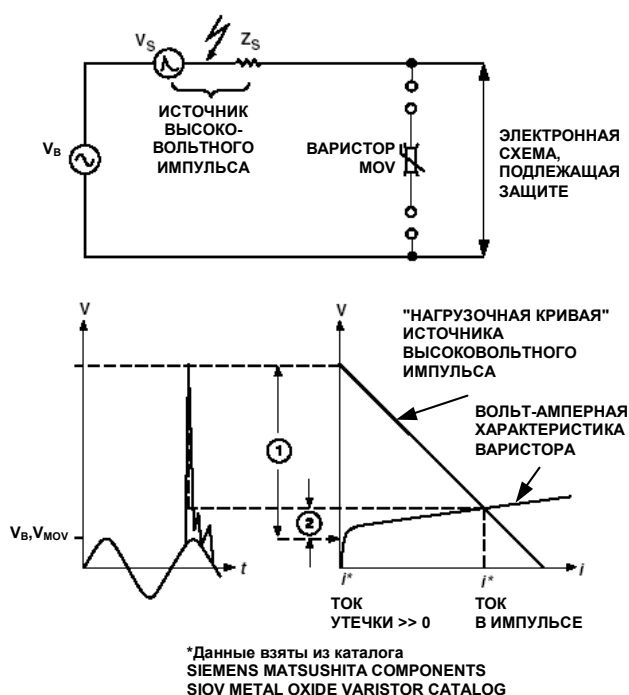 V_S
Z_S
ИСТОЧНИК
ВЫСОКО-
ВОЛЬТНОГО
ИМПУЛЬСА
V_B
ВАРИСТОР
MOV
ЭЛЕКТРОННАЯ
СХЕМА,
ПОДЛЕЖАЩАЯ
ЗАЩИТЕ
V
V
"НАГРУЗОЧНАЯ КРИВАЯ"
ИСТОЧНИКА
ВЫСОКОВОЛЬТНОГО
ИМПУЛЬСА
ВОЛЬТ-АМПЕРНАЯ
ХАРАКТЕРИСТИКА
ВАРИСТОРА
1
2
V_B,V_MOV
t
i*
i*
i
ТОК
УТЕЧКИ >> 0
ТОК
В ИМПУЛЬСЕ
*Данные взяты из каталога
SIEMENS MATSUSHITA COMPONENTS
SIOV METAL OXIDE VARISTOR CATALOG